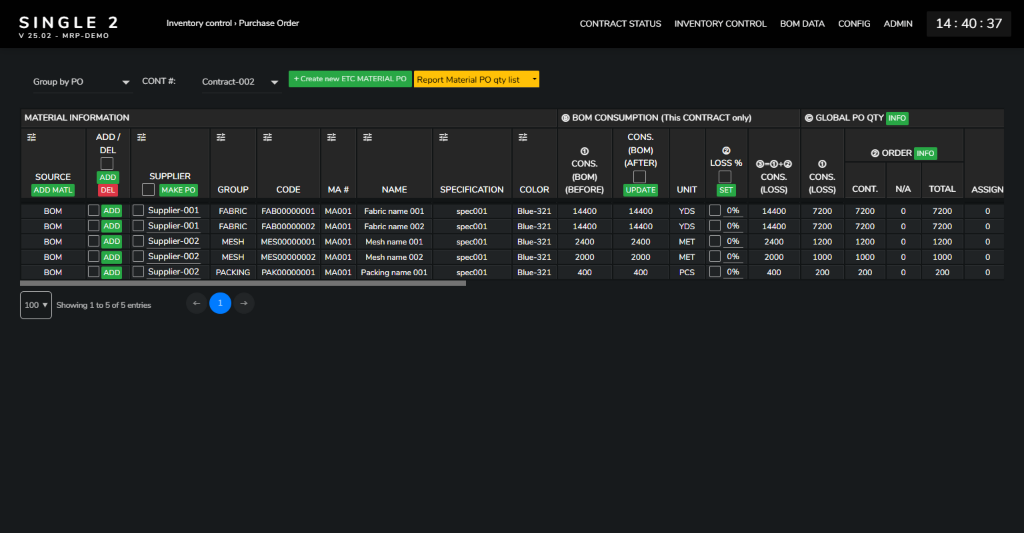 SINGLE 2
V 25.02 - MRP-DEMO
Inventory control › Purchase Order
CONTRACT STATUS INVENTORY CONTROL BOM DATA CONFIG ADMIN 14 : 40 : 37
Group by PO CONT #: Contract-002 + Create new ETC MATERIAL PO Report Material PO qty list
MATERIAL INFORMATION ⓪ BOM CONSUMPTION (This CONTRACT only) Ⓒ GLOBAL PO QTY INFO
SOURCE
ADD MATL
ADD /
DEL
ADD
DEL
SUPPLIER
MAKE PO
GROUP
CODE
MA #
NAME
SPECIFICATION
COLOR
①
CONS.
(BOM)
(BEFORE)
CONS.
(BOM)
(AFTER)
UPDATE
UNIT
②
LOSS %
SET
③=①+②
CONS.
(LOSS)
①
CONS.
(LOSS)
② ORDER INFO
CONT. N/A TOTAL
ASSIGN
BOM ADD Supplier-001 FABRIC FAB00000001 MA001 Fabric name 001 spec001 Blue-321 14400 14400 YDS 0% 14400 7200 7200 0 7200 0
BOM ADD Supplier-001 FABRIC FAB00000002 MA001 Fabric name 002 spec001 Blue-321 14400 14400 YDS 0% 14400 7200 7200 0 7200 0
BOM ADD Supplier-002 MESH MES00000001 MA001 Mesh name 001 spec001 Blue-321 2400 2400 MET 0% 2400 1200 1200 0 1200 0
BOM ADD Supplier-002 MESH MES00000002 MA001 Mesh name 002 spec001 Blue-321 2000 2000 MET 0% 2000 1000 1000 0 1000 0
BOM ADD Supplier-002 PACKING PAK00000001 MA001 Packing name 001 spec001 Blue-321 400 400 PCS 0% 400 200 200 0 200 0
100 Showing 1 to 5 of 5 entries ← 1 →